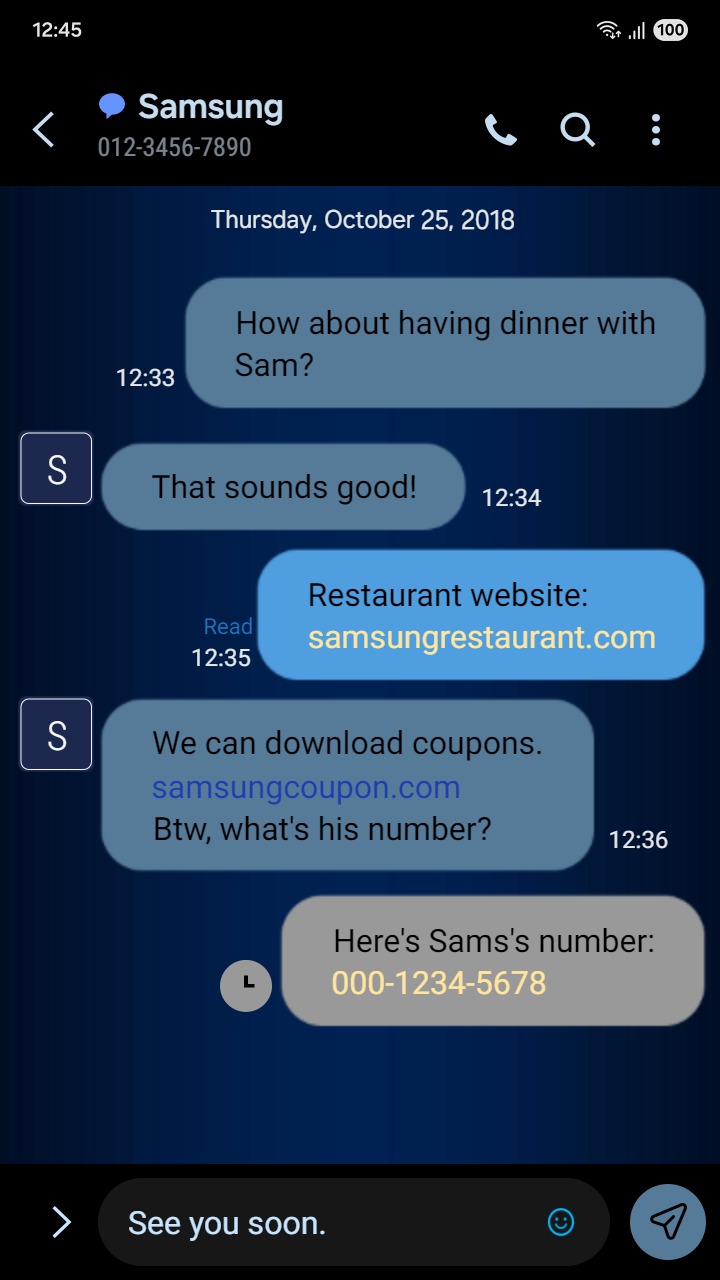 12:45
100
Samsung
012-3456-7890
Thursday, October 25, 2018
How about having dinner with
Sam?
12:33
S
That sounds good!
12:34
Restaurant website:
samsungrestaurant.com
Read
12:35
S
We can download coupons.
samsungcoupon.com
Btw, what's his number?
12:36
Here's Sams's number:
000-1234-5678
See you soon.